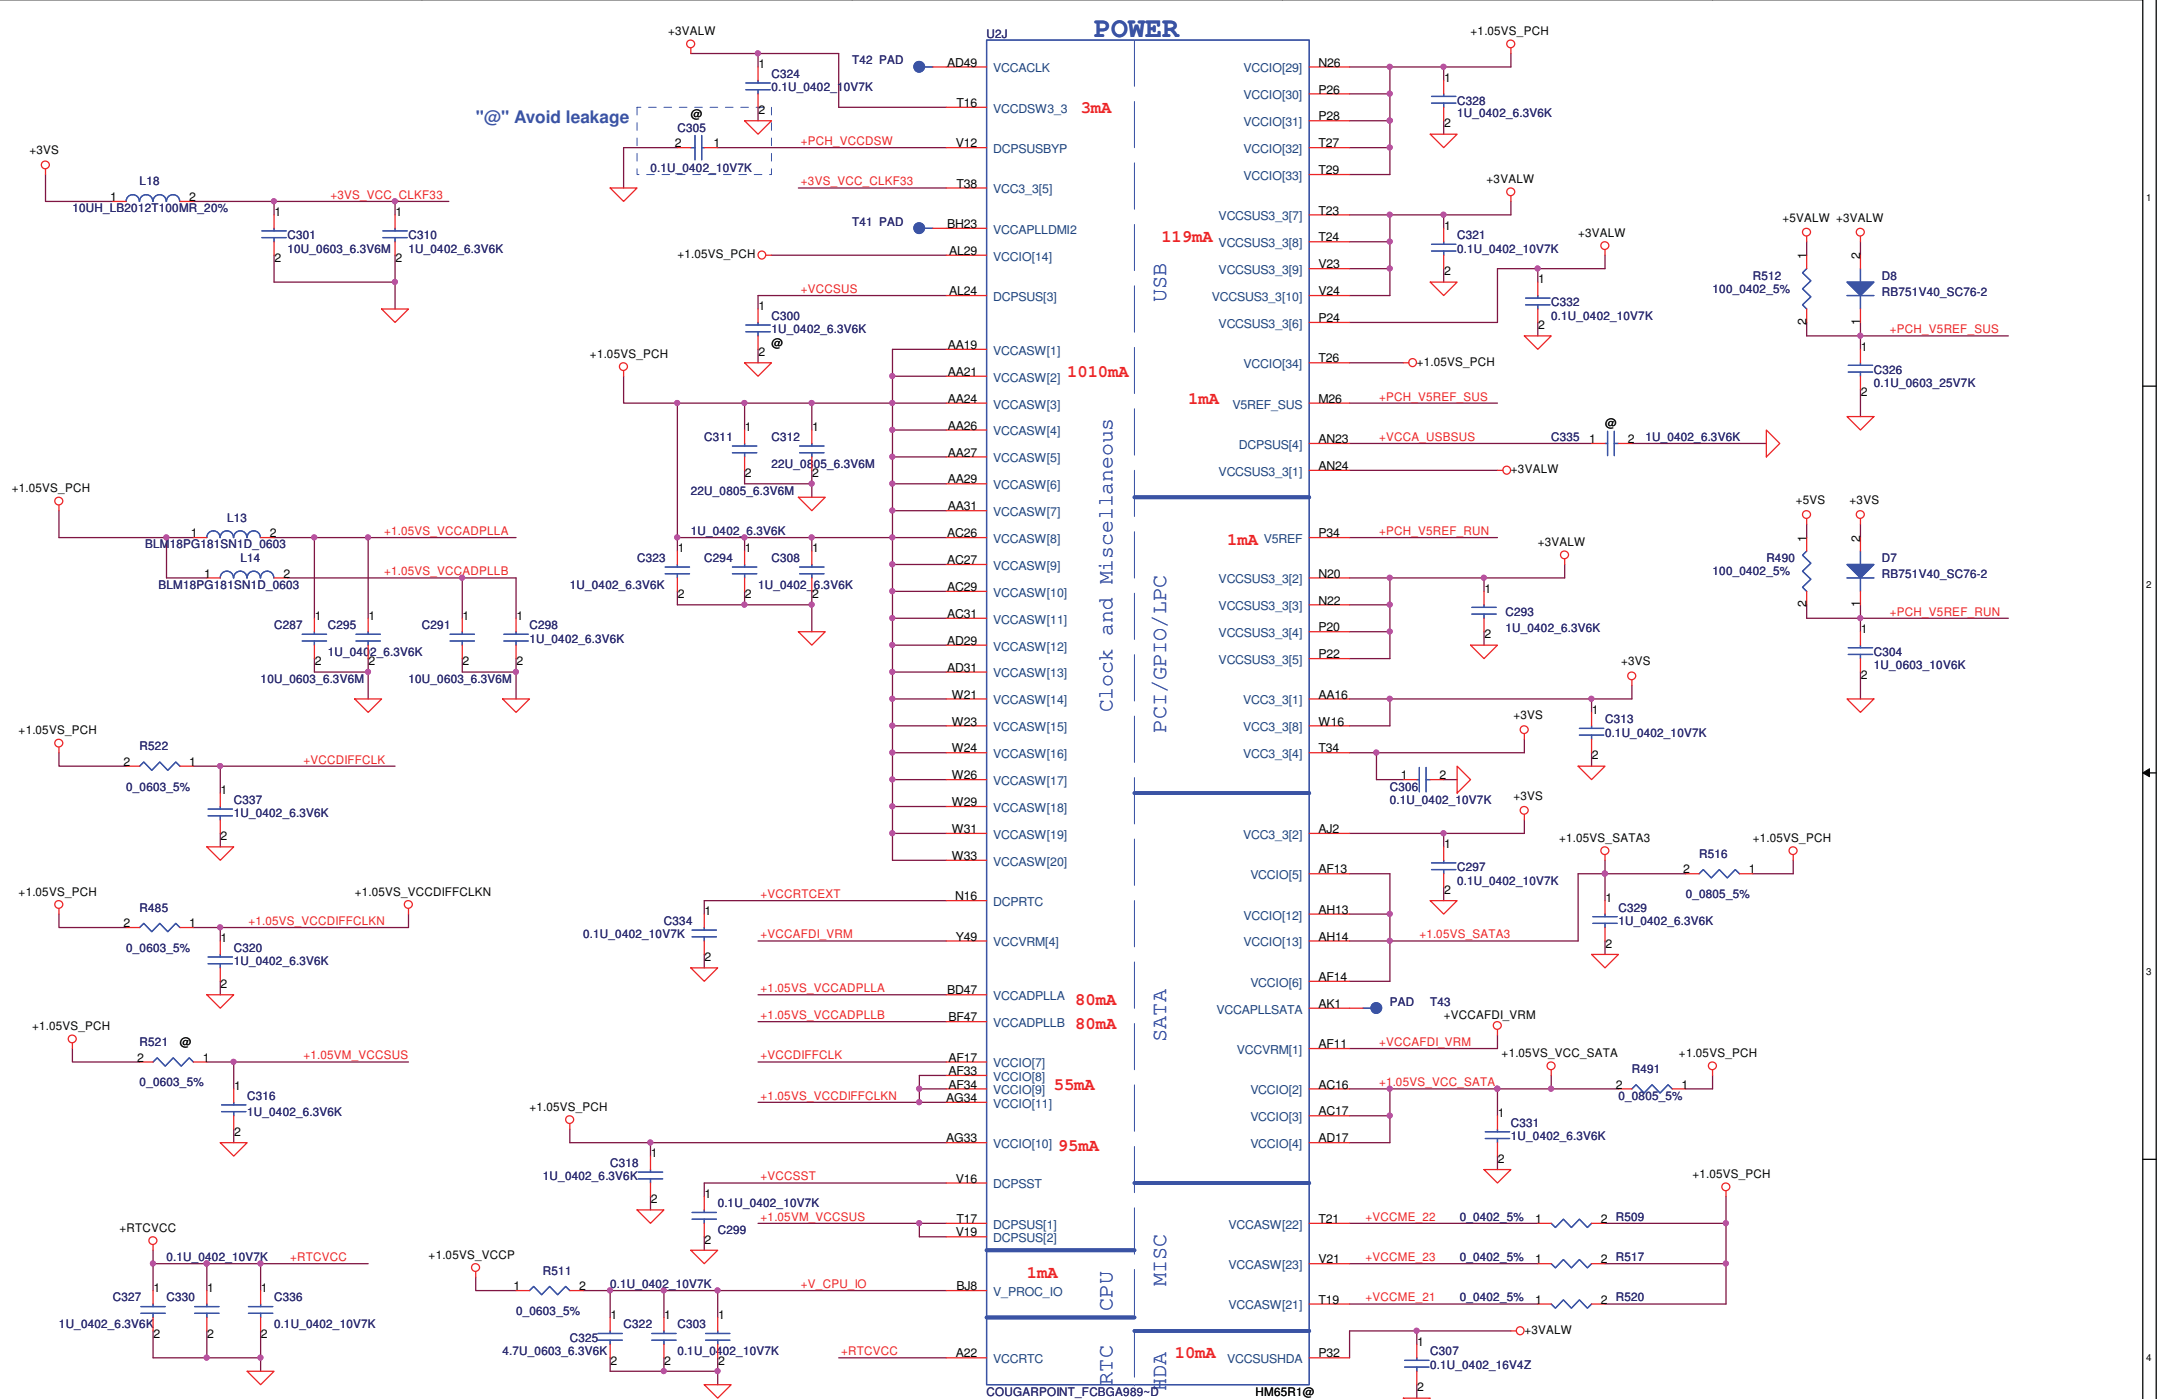 POWER
U2J
+3VALW
C324
0.1U_0402_10V7K
T42 PAD
AD49 VCCACLK
T16 VCCDSW3_3 3mA
"@" Avoid leakage
@
C305
0.1U_0402_10V7K
+PCH_VCCDSW V12 DCPSUSBYP
+3VS_VCC_CLKF33 T38 VCC3_3[5]
T41 PAD BH23 VCCAPLLDMI2
+1.05VS_PCH AL29 VCCIO[14]
+VCCSUS AL24 DCPSUS[3]
C300
1U_0402_6.3V6K
@
+3VS
L18
10UH_LB2012T100MR_20%
+3VS_VCC_CLKF33
C301
10U_0603_6.3V6M
C310
1U_0402_6.3V6K
+1.05VS_PCH
AA19 VCCASW[1]
AA21 VCCASW[2] 1010mA
AA24 VCCASW[3]
AA26 VCCASW[4]
AA27 VCCASW[5]
AA29 VCCASW[6]
AA31 VCCASW[7]
AC26 VCCASW[8]
AC27 VCCASW[9]
AC29 VCCASW[10]
AC31 VCCASW[11]
AD29 VCCASW[12]
AD31 VCCASW[13]
W21 VCCASW[14]
W23 VCCASW[15]
W24 VCCASW[16]
W26 VCCASW[17]
W29 VCCASW[18]
W31 VCCASW[19]
W33 VCCASW[20]
C311
22U_0805_6.3V6M
C312
22U_0805_6.3V6M
1U_0402_6.3V6K
C323
1U_0402_6.3V6K
C294
C308
1U_0402_6.3V6K
Clock and Miscellaneous
+1.05VS_PCH
L13
BLM18PG181SN1D_0603
+1.05VS_VCCADPLLA
L14
BLM18PG181SN1D_0603
+1.05VS_VCCADPLLB
C287
10U_0603_6.3V6M
C295
1U_0402_6.3V6K
C291
10U_0603_6.3V6M
C298
1U_0402_6.3V6K
+1.05VS_PCH
R522
0_0603_5%
+VCCDIFFCLK
C337
1U_0402_6.3V6K
+1.05VS_PCH
R485
0_0603_5%
+1.05VS_VCCDIFFCLKN
+1.05VS_VCCDIFFCLKN
C320
1U_0402_6.3V6K
+1.05VS_PCH
R521 @
0_0603_5%
+1.05VM_VCCSUS
C316
1U_0402_6.3V6K
+RTCVCC
0.1U_0402_10V7K
+RTCVCC
C327
1U_0402_6.3V6K
C330
C336
0.1U_0402_10V7K
+VCCRTCEXT N16 DCPRTC
C334
0.1U_0402_10V7K
+VCCAFDI_VRM Y49 VCCVRM[4]
+1.05VS_VCCADPLLA BD47 VCCADPLLA 80mA
+1.05VS_VCCADPLLB BF47 VCCADPLLB 80mA
+VCCDIFFCLK AF17 VCCIO[7]
AF33 VCCIO[8]
AF34 VCCIO[9] 55mA
+1.05VS_VCCDIFFCLKN AG34 VCCIO[11]
+1.05VS_PCH
AG33 VCCIO[10] 95mA
C318
1U_0402_6.3V6K
+VCCSST V16 DCPSST
0.1U_0402_10V7K
C299
+1.05VM_VCCSUS T17 DCPSUS[1]
V19 DCPSUS[2]
+1.05VS_VCCP
R511
0_0603_5%
0.1U_0402_10V7K
+V_CPU_IO BJ8 V_PROC_IO
1mA
CPU
C325
4.7U_0603_6.3V6K
C322
C303
0.1U_0402_10V7K
+RTCVCC A22 VCCRTC
RTC
COUGARPOINT_FCBGA989~D
HM65R1@
VCCIO[29] N26
VCCIO[30] P26
VCCIO[31] P28
VCCIO[32] T27
VCCIO[33] T29
+1.05VS_PCH
C328
1U_0402_6.3V6K
+3VALW
VCCSUS3_3[7] T23
119mA
VCCSUS3_3[8] T24
VCCSUS3_3[9] V23
VCCSUS3_3[10] V24
VCCSUS3_3[6] P24
USB
C321
0.1U_0402_10V7K
+3VALW
C332
0.1U_0402_10V7K
VCCIO[34] T26 +1.05VS_PCH
1mA V5REF_SUS M26 +PCH_V5REF_SUS
DCPSUS[4] AN23 +VCCA_USBSUS C335 @ 1U_0402_6.3V6K
VCCSUS3_3[1] AN24 +3VALW
+5VALW +3VALW
R512
100_0402_5%
D8
RB751V40_SC76-2
+PCH_V5REF_SUS
C326
0.1U_0603_25V7K
1mA V5REF P34 +PCH_V5REF_RUN
+3VALW
VCCSUS3_3[2] N20
VCCSUS3_3[3] N22
VCCSUS3_3[4] P20
VCCSUS3_3[5] P22
C293
1U_0402_6.3V6K
PCI/GPIO/LPC
+3VS
VCC3_3[1] AA16
VCC3_3[8] W16
C313
0.1U_0402_10V7K
+3VS
VCC3_3[4] T34
C306
0.1U_0402_10V7K
+5VS +3VS
R490
100_0402_5%
D7
RB751V40_SC76-2
+PCH_V5REF_RUN
C304
1U_0603_10V6K
+3VS
VCC3_3[2] AJ2
C297
0.1U_0402_10V7K
VCCIO[5] AF13
VCCIO[12] AH13
VCCIO[13] AH14 +1.05VS_SATA3
VCCIO[6] AF14
+1.05VS_SATA3
R516
0_0805_5%
+1.05VS_PCH
C329
1U_0402_6.3V6K
SATA
VCCAPLLSATA AK1 PAD T43
+VCCAFDI_VRM
VCCVRM[1] AF11 +VCCAFDI_VRM
+1.05VS_VCC_SATA +1.05VS_PCH
VCCIO[2] AC16 +1.05VS_VCC_SATA
R491
0_0805_5%
VCCIO[3] AC17
VCCIO[4] AD17
C331
1U_0402_6.3V6K
+1.05VS_PCH
VCCASW[22] T21 +VCCME_22 0_0402_5% 1 2 R509
VCCASW[23] V21 +VCCME_23 0_0402_5% 1 2 R517
VCCASW[21] T19 +VCCME_21 0_0402_5% 1 2 R520
MISC
HDA
10mA VCCSUSHDA P32 +3VALW
C307
0.1U_0402_16V4Z
1
2
3
4